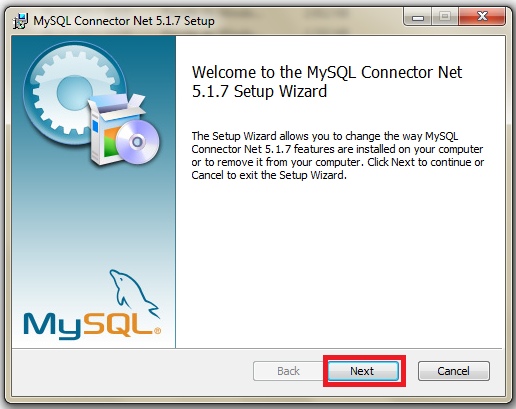 MySQL Connector Net 5.1.7 Setup
Welcome to the MySQL Connector Net
5.1.7 Setup Wizard
The Setup Wizard allows you to change the way MySQL
Connector Net 5.1.7 features are installed on your computer
or to remove it from your computer. Click Next to continue or
Cancel to exit the Setup Wizard.
MySQL®
Back Next Cancel